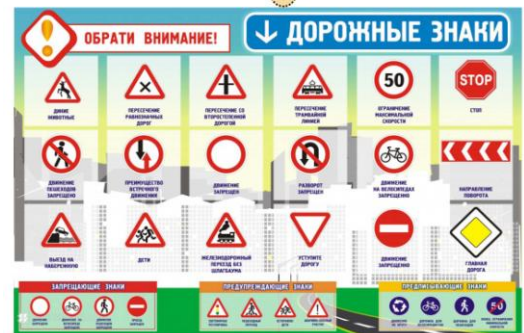 ОБРАТИ ВНИМАНИЕ!
ДОРОЖНЫЕ ЗНАКИ
50
STOP
ДИКИЕ
ЖИВОТНЫЕ
ПЕРЕСЕЧЕНИЕ
РАВНОЗНАЧНЫХ
ДОРОГ
ПЕРЕСЕЧЕНИЕ СО
ВТОРОСТЕПЕННОЙ
ДОРОГОЙ
ПЕРЕСЕЧЕНИЕ
ТРАМВАЙНОЙ
ЛИНИЕЙ
ОГРАНИЧЕНИЕ
МАКСИМАЛЬНОЙ
СКОРОСТИ
СТОП
ДВИЖЕНИЕ
ПЕШЕХОДОВ
ЗАПРЕЩЕНО
ПРЕИМУЩЕСТВО
ВСТРЕЧНОГО
ДВИЖЕНИЯ
ДВИЖЕНИЕ
ЗАПРЕЩЕН
РАЗВОРОТ
ЗАПРЕЩЕН
ДВИЖЕНИЕ
НА ВЕЛОСИПЕДАХ
ЗАПРЕЩЕНО
НАПРАВЛЕНИЕ
ПОВОРОТА
ВЫЕЗД НА
НАБЕРЕЖНУЮ
ДЕТИ
ЖЕЛЕЗНОДОРОЖНЫЙ
ПЕРЕЕЗД БЕЗ
ШЛАГБАУМА
УСТУПИТЕ
ДОРОГУ
ДВИЖЕНИЕ
ЗАПРЕЩЕНО
ГЛАВНАЯ
ДОРОГА
ЗАПРЕЩАЮЩИЕ ЗНАКИ
ПРЕДУПРЕЖДАЮЩИЕ ЗНАКИ
ПРЕДПИСЫВАЮЩИЕ ЗНАКИ